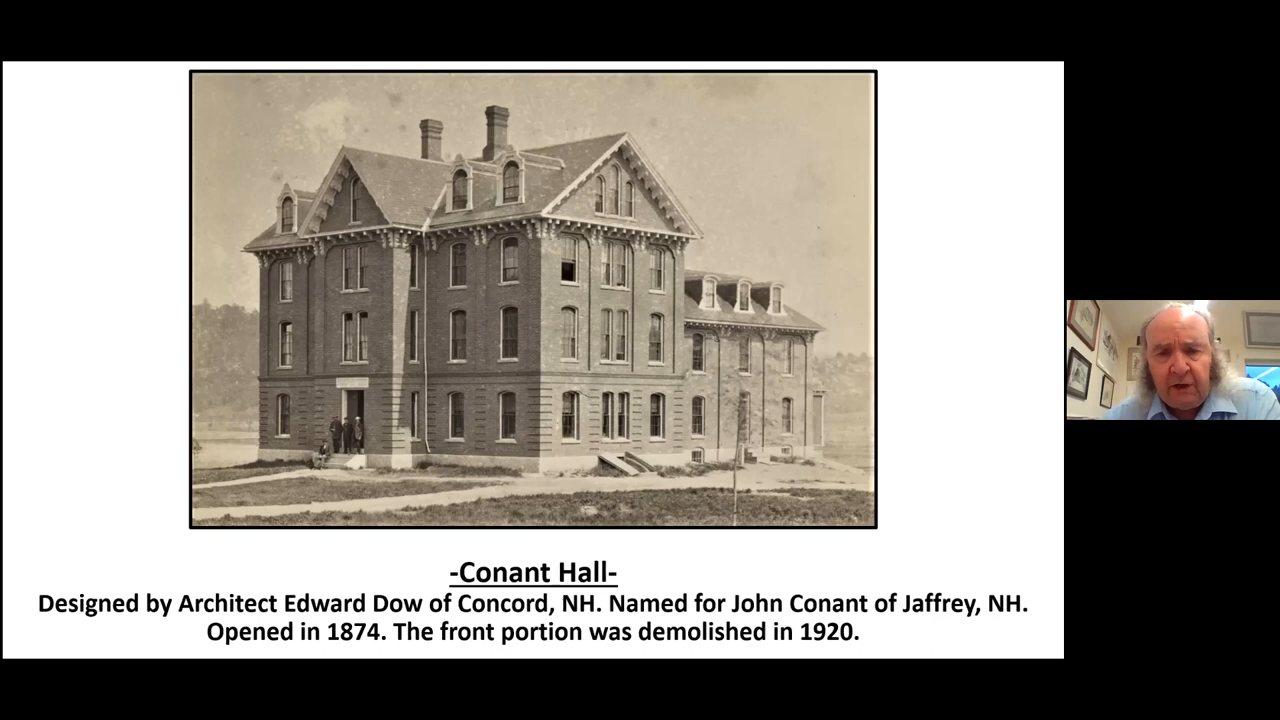 -Conant Hall-
Designed by Architect Edward Dow of Concord, NH. Named for John Conant of Jaffrey, NH.
Opened in 1874. The front portion was demolished in 1920.